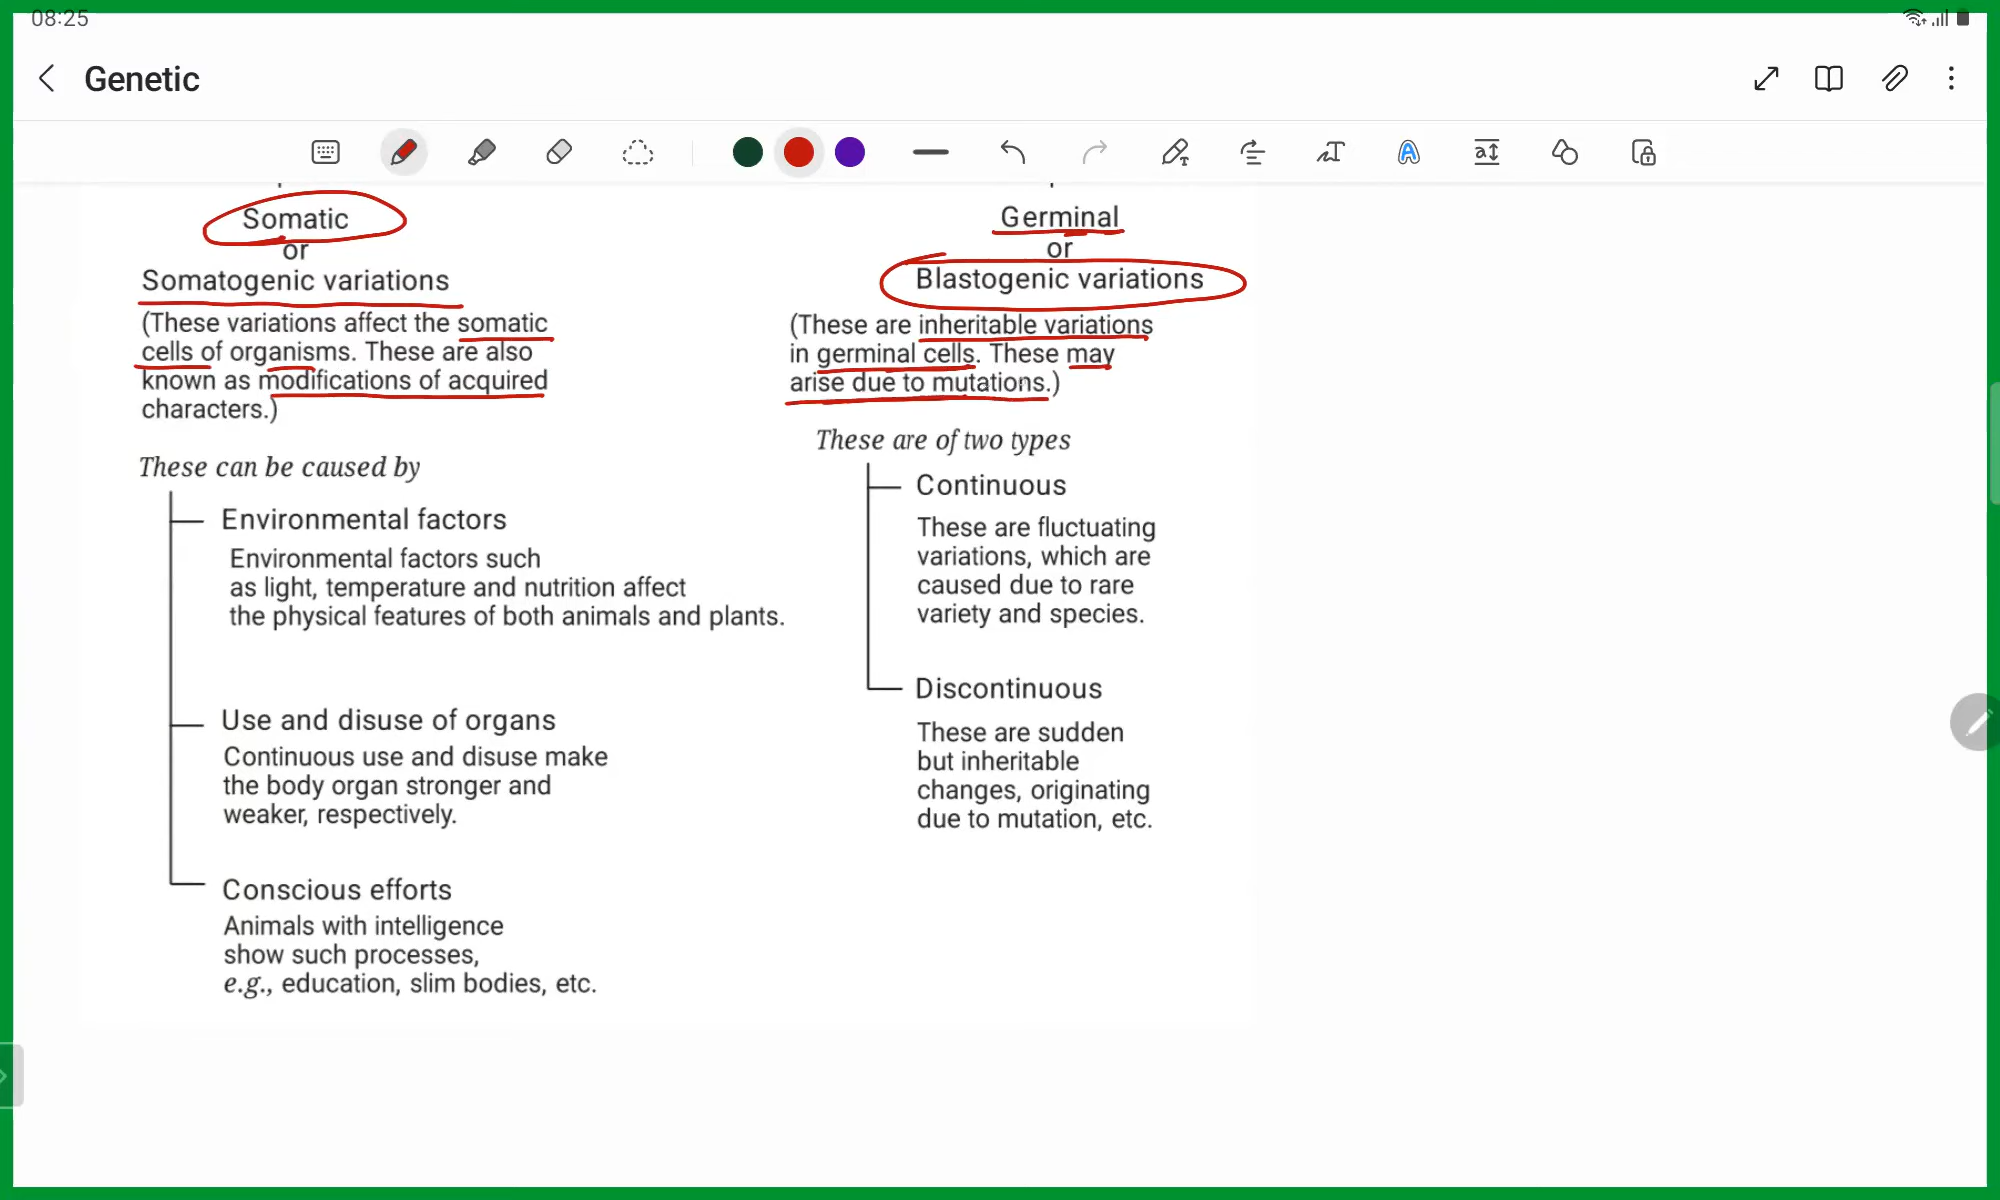 08:25
Genetic
Somatic
or
Somatogenic variations
(These variations affect the somatic
cells of organisms. These are also
known as modifications of acquired
characters.)
These can be caused by
Environmental factors
Environmental factors such
as light, temperature and nutrition affect
the physical features of both animals and plants.
Use and disuse of organs
Continuous use and disuse make
the body organ stronger and
weaker, respectively.
Conscious efforts
Animals with intelligence
show such processes,
e.g., education, slim bodies, etc.
Germinal
or
Blastogenic variations
(These are inheritable variations
in germinal cells. These may
arise due to mutations.)
These are of two types
Continuous
These are fluctuating
variations, which are
caused due to rare
variety and species.
Discontinuous
These are sudden
but inheritable
changes, originating
due to mutation, etc.